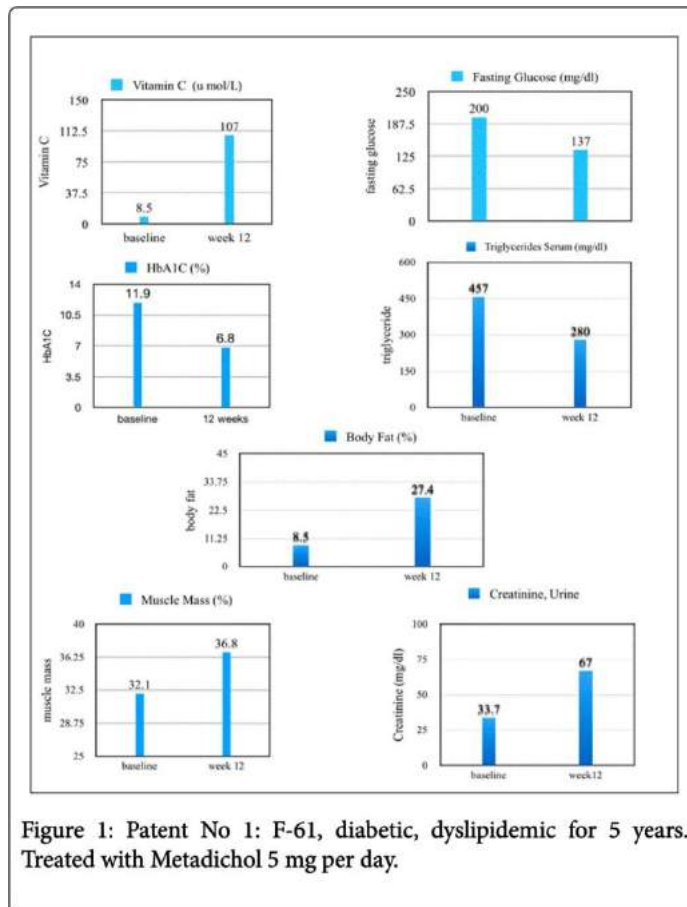 Vitamin C (u mol/L)
150
112.5
75
37.5
0
Vitamin C
8.5
107
baseline
week 12
Fasting Glucose (mg/dl)
250
187.5
125
62.5
0
fasting glucose
200
137
baseline
week 12
HbA1C (%)
14
10.5
7
3.5
0
HbA1C
11.9
6.8
baseline
12 weeks
Triglycerides Serum (mg/dl)
600
450
300
150
0
triglyceride
457
280
baseline
week 12
Body Fat (%)
45
33.75
22.5
11.25
0
body fat
8.5
27.4
baseline
week 12
Muscle Mass (%)
40
36.25
32.5
28.75
25
muscle mass
32.1
36.8
baseline
week 12
Creatinine, Urine
100
75
50
25
0
Creatinine (mg/dl)
33.7
67
baseline
week12
Figure 1: Patent No 1: F-61, diabetic, dyslipidemic for 5 years.
Treated with Metadichol 5 mg per day.